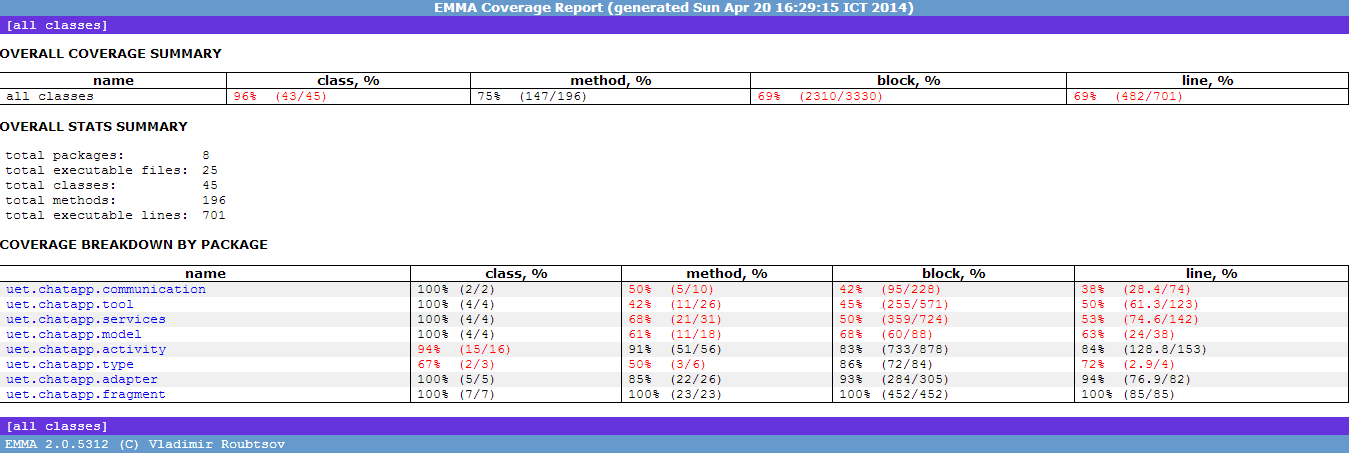 EMMA Coverage Report (generated Sun Apr 20 16:29:15 ICT 2014)
[all classes]
OVERALL COVERAGE SUMMARY
name class, % method, % block, % line, %
all classes 96% (43/45) 75% (147/196) 69% (2310/3330) 69% (482/701)
OVERALL STATS SUMMARY
total packages: 8
total executable files: 25
total classes: 45
total methods: 196
total executable lines: 701
COVERAGE BREAKDOWN BY PACKAGE
name class, % method, % block, % line, %
uet.chatapp.communication 100% (2/2) 50% (5/10) 42% (95/228) 38% (28.4/74)
uet.chatapp.tool 100% (4/4) 42% (11/26) 45% (255/571) 50% (61.3/123)
uet.chatapp.services 100% (4/4) 68% (21/31) 50% (359/724) 53% (74.6/142)
uet.chatapp.model 100% (4/4) 61% (11/18) 68% (60/88) 63% (24/38)
uet.chatapp.activity 94% (15/16) 91% (51/56) 83% (733/878) 84% (128.8/153)
uet.chatapp.type 67% (2/3) 50% (3/6) 86% (72/84) 72% (2.9/4)
uet.chatapp.adapter 100% (5/5) 85% (22/26) 93% (284/305) 94% (76.9/82)
uet.chatapp.fragment 100% (7/7) 100% (23/23) 100% (452/452) 100% (85/85)
[all classes]
EMMA 2.0.5312 (C) Vladimir Roubtsov